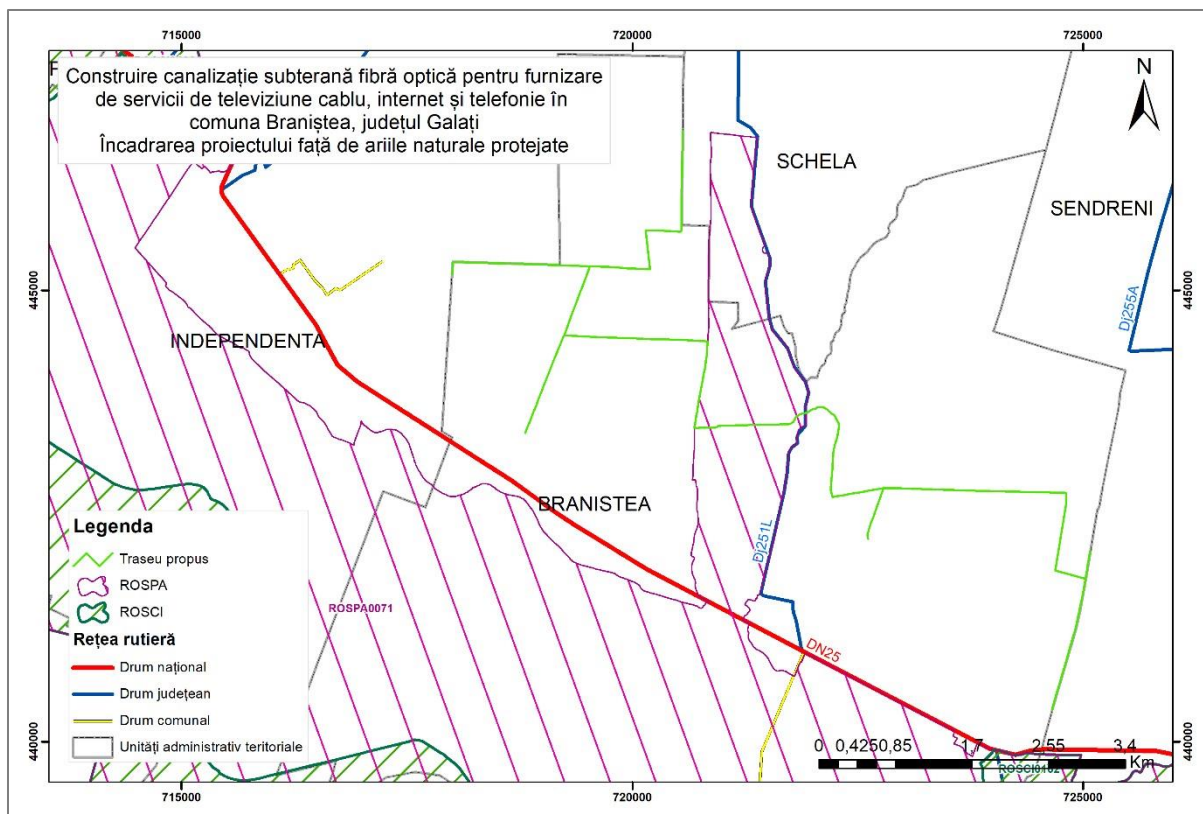 715000 720000 725000
Construire canalizație subterană fibră optică pentru furnizare
de servicii de televiziune cablu, internet și telefonie în
comuna Braniștea, județul Galați
Încadrarea proiectului față de ariile naturale protejate
N
SCHELA
SENDRENI
445000 445000
Dj255A
INDEPENDENTA
BRANISTEA
Legenda
Traseu propus
ROSPA
ROSCI
Rețea rutieră
Drum național
Drum județean
Drum comunal
Unități administrativ teritoriale
ROSPA0071
Dj251L
DN25
440000 440000
0 0,4250,85 1,7 2,55 3,4
Km
715000 720000 725000